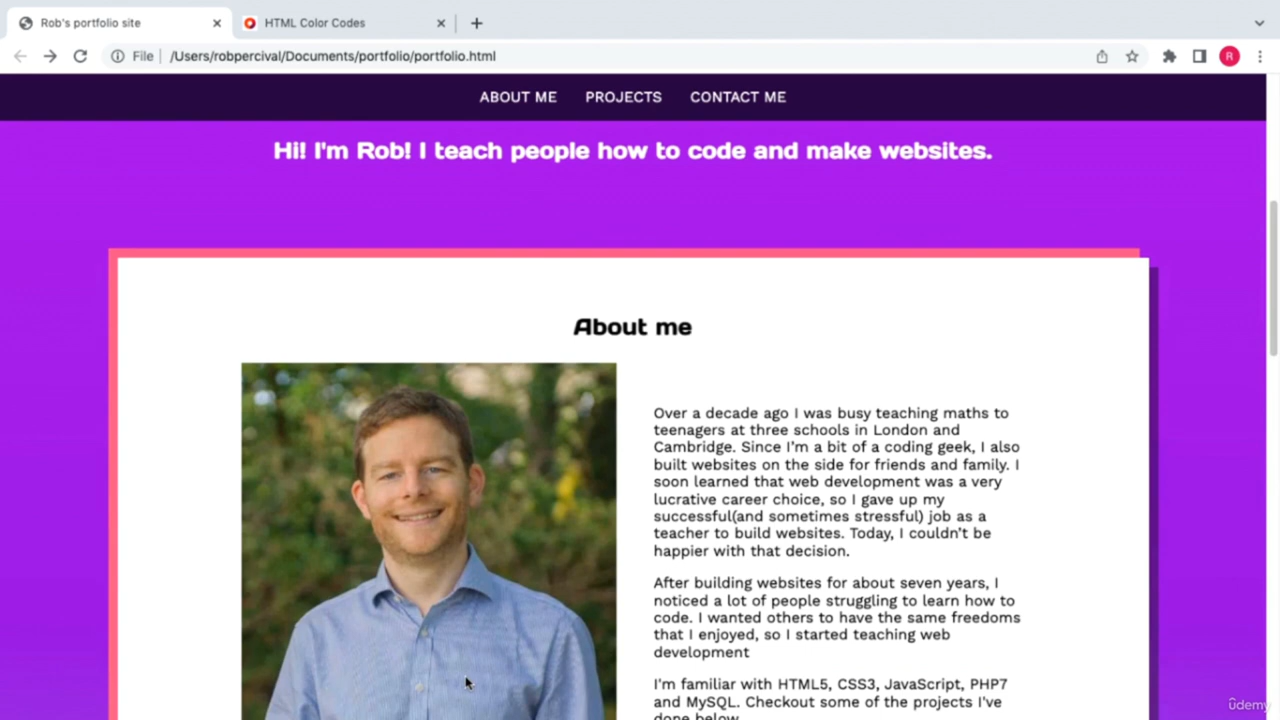 Rob's portfolio site
HTML Color Codes
File
/Users/robpercival/Documents/portfolio/portfolio.html
R
ABOUT ME
PROJECTS
CONTACT ME
Hi! I'm Rob! I teach people how to code and make websites.
About me
Over a decade ago I was busy teaching maths to
teenagers at three schools in London and
Cambridge. Since I'm a bit of a coding geek, I also
built websites on the side for friends and family. I
soon learned that web development was a very
lucrative career choice, so I gave up my
successful(and sometimes stressful) job as a
teacher to build websites. Today, I couldn't be
happier with that decision.
After building websites for about seven years, I
noticed a lot of people struggling to learn how to
code. I wanted others to have the same freedoms
that I enjoyed, so I started teaching web
development
I'm familiar with HTML5, CSS3, JavaScript, PHP7
and MySQL. Checkout some of the projects I've
done below
udemy